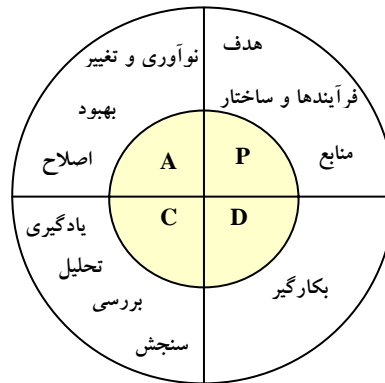 هدف
نوآوری و تغییر
فرآیندها و ساختار
بهبود
منابع
اصلاح
A
P
C
D
یادگیری
تحلیل
بکارگیر
بررسی
سنجش